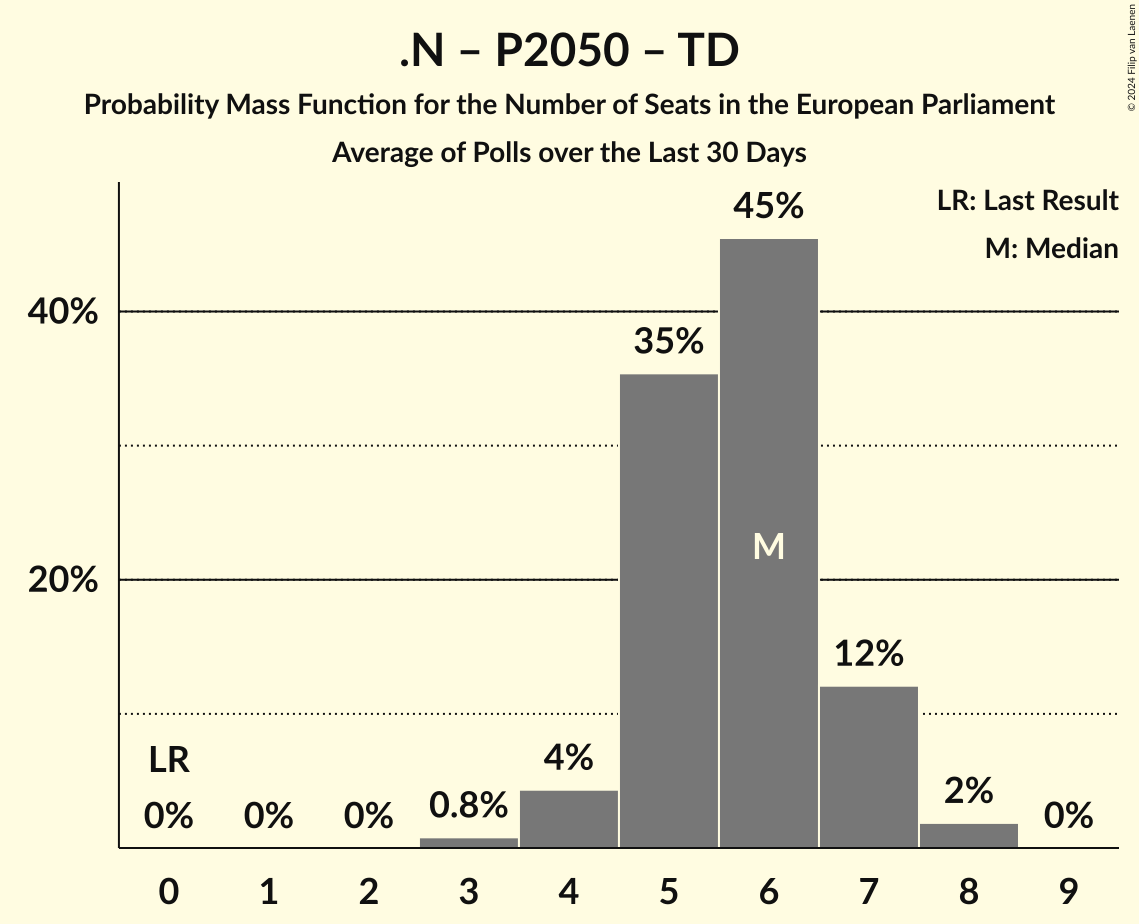 .N – P2050 – TD
Probability Mass Function for the Number of Seats in the European Parliament
Average of Polls over the Last 30 Days
© 2024 Filip van Laenen
LR: Last Result
M: Median
45%
40%
35%
M
20%
12%
LR
4%
2%
0.8%
0% 0% 0% 0%
0 1 2 3 4 5 6 7 8 9